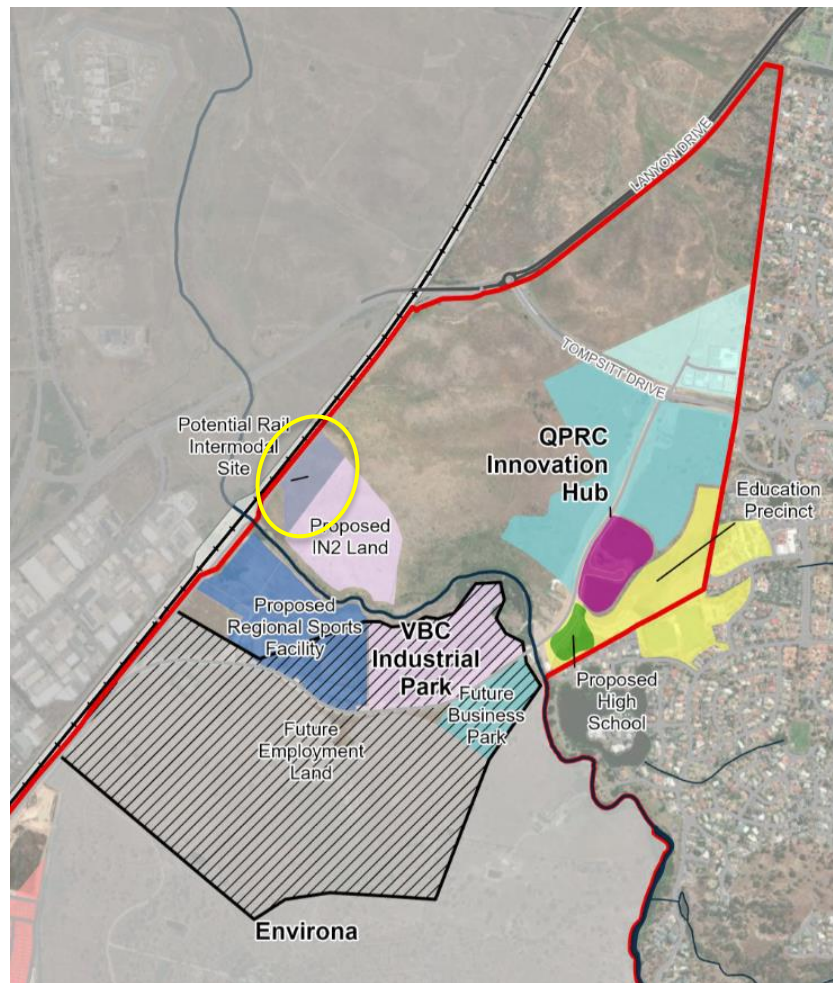 LANYON DRIVE
TOMPSITT DRIVE
Potential Rail
Intermodal
Site
QPRC
Innovation
Hub
Education
Precinct
Proposed
IN2 Land
Proposed
Regional Sports
Facility
VBC
Industrial
Park
Proposed
High
School
Future
Business
Park
Future
Employment
Land
Environa